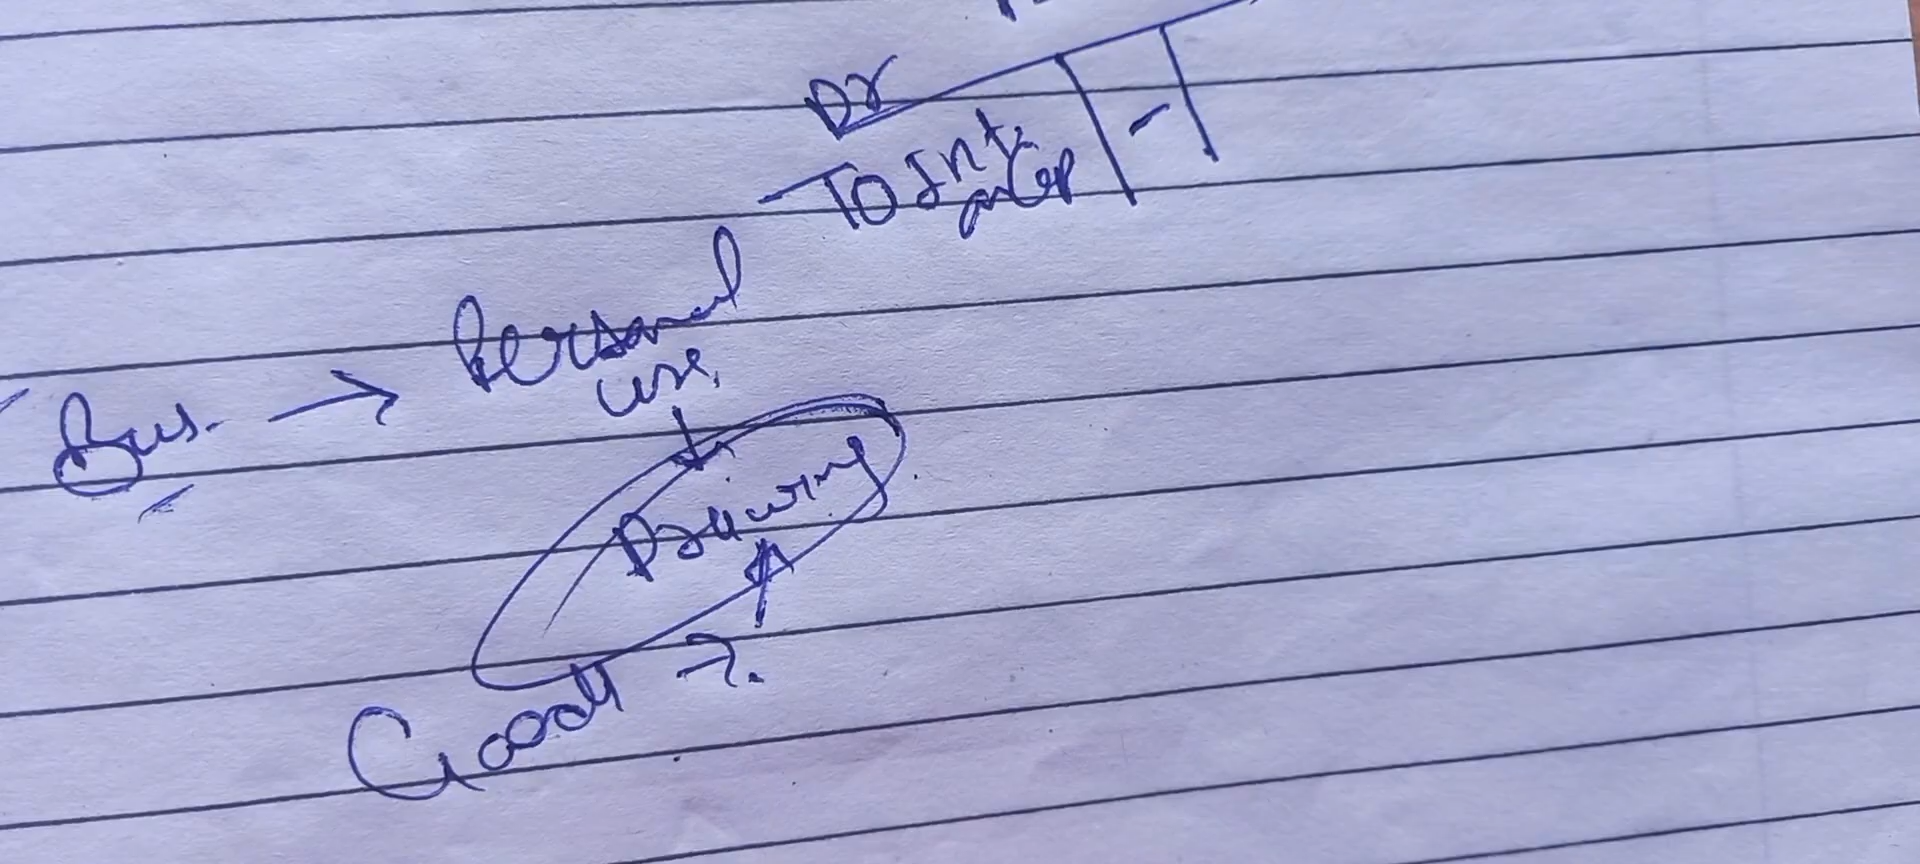 Dr
To Int.
on Cap
Bus. → Personal
use.
Drawing
Goods →